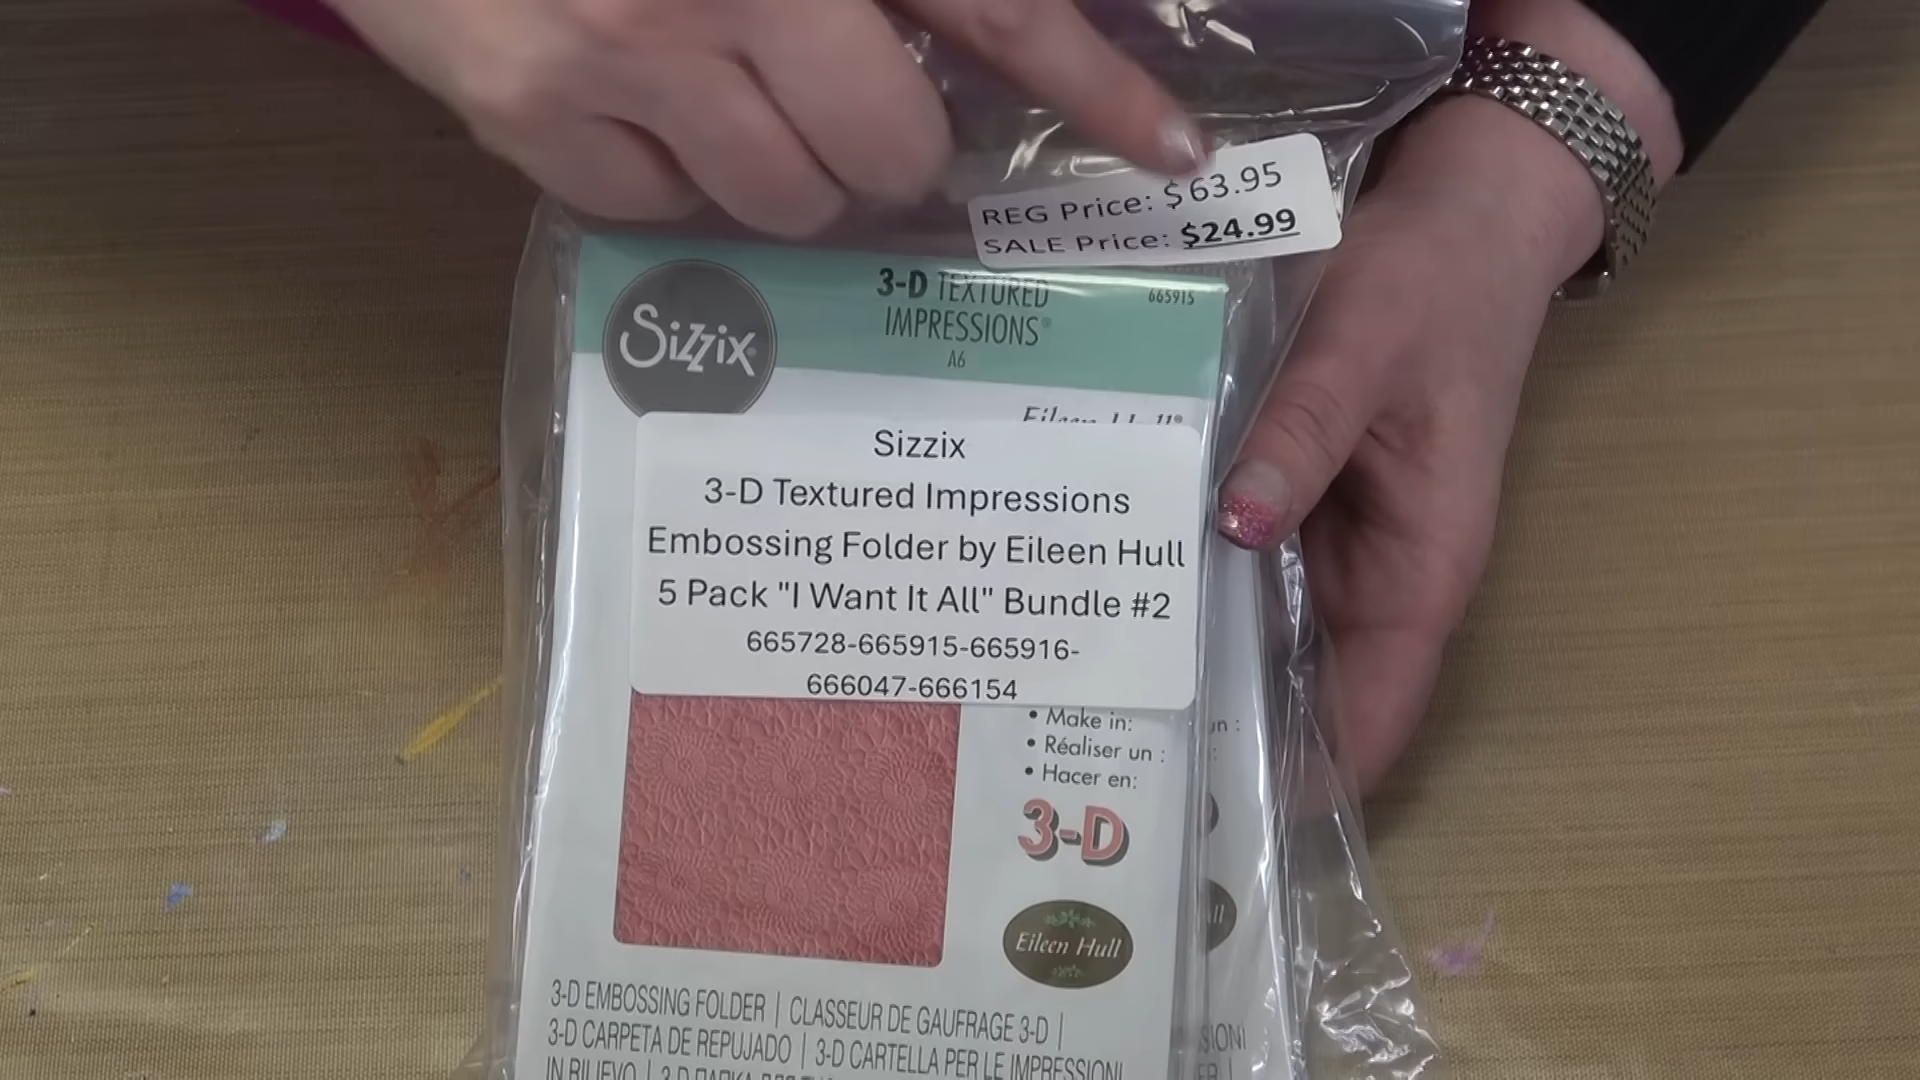 REG Price: $63.95
SALE Price: $24.99
3-D TEXTURED
IMPRESSIONS®
A6
665915
Sizzix
Sizzix
3-D Textured Impressions
Embossing Folder by Eileen Hull
5 Pack "I Want It All" Bundle #2
665728-665915-665916-
666047-666154
• Make in:
• Réaliser un :
• Hacer en:
3-D
Eileen Hull
3-D EMBOSSING FOLDER | CLASSEUR DE GAUFRAGE 3-D |
3-D CARPETA DE REPUJADO | 3-D CARTELLA PER LE IMPRESSIONI
IN RILIEVO |